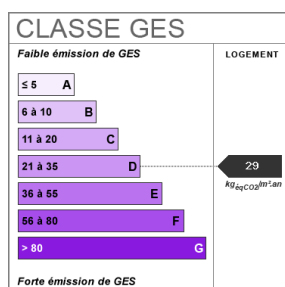 CLASSE GES
Faible émission de GES
LOGEMENT
≤ 5 A
6 à 10 B
11 à 20 C
21 à 35 D
29
kgéqCO2/m².an
36 à 55 E
56 à 80 F
> 80 G
Forte émission de GES